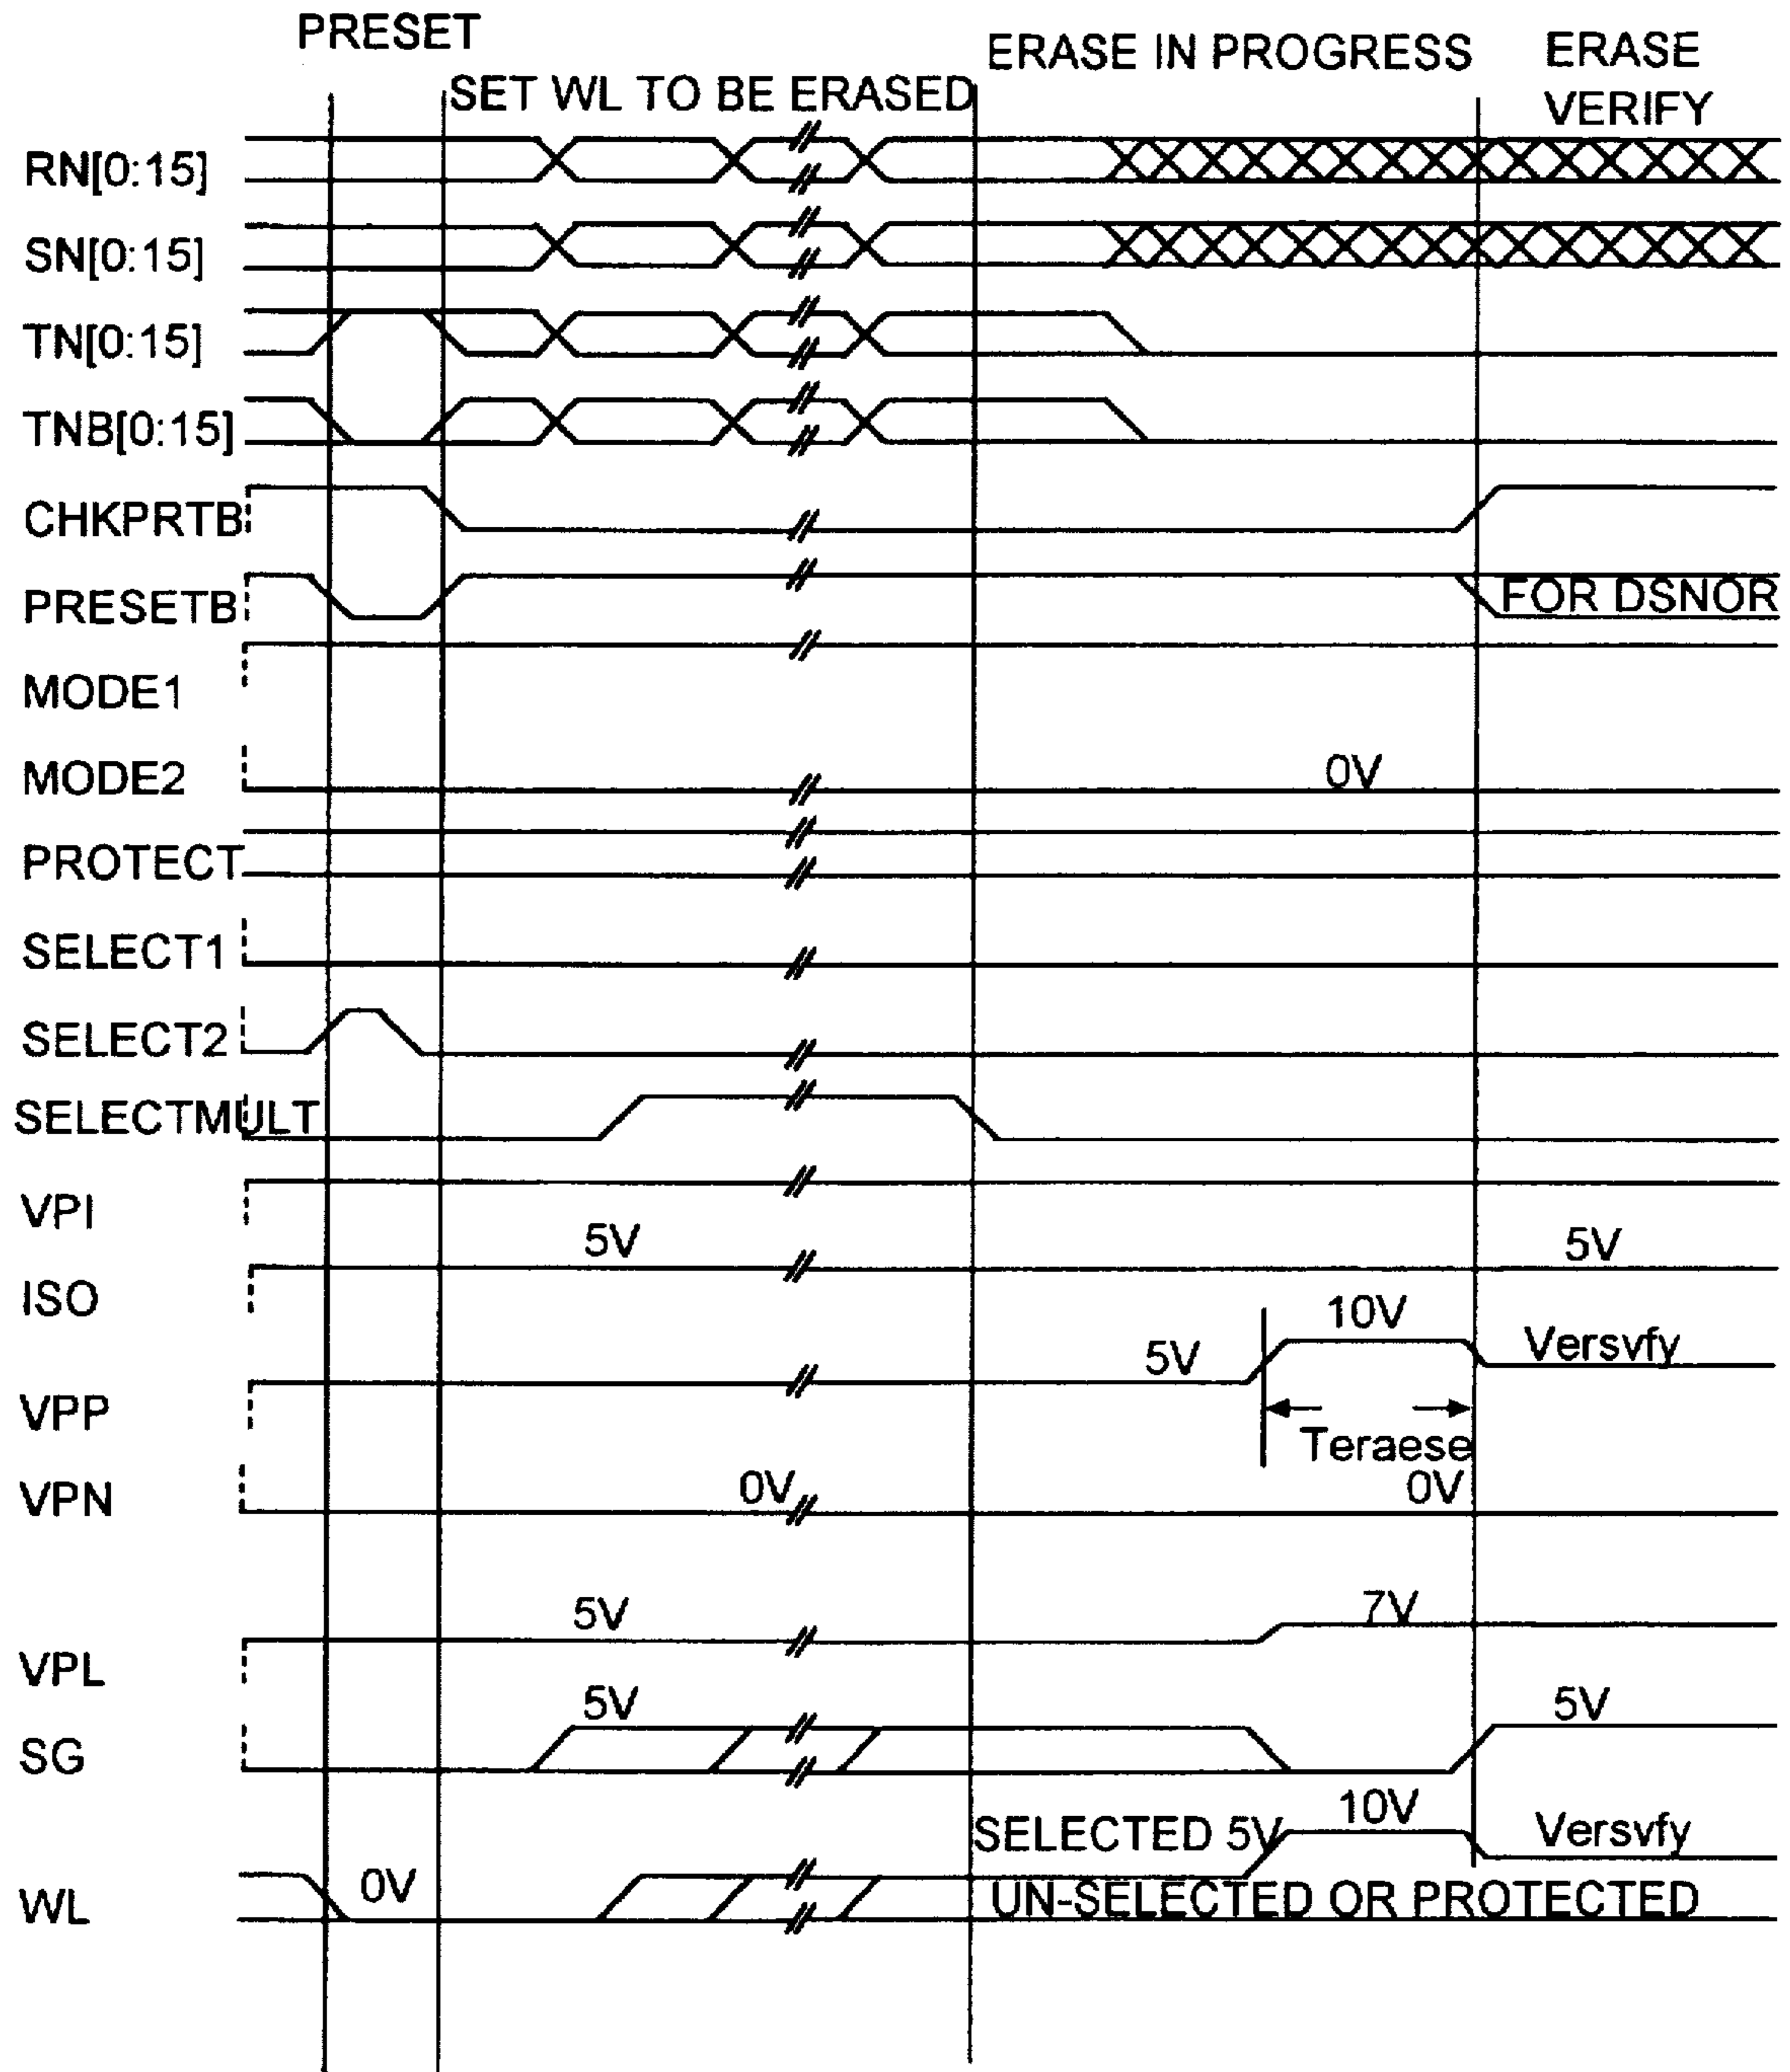 PRESET
SET WL TO BE ERASED
ERASE IN PROGRESS
ERASE
VERIFY
RN[0:15]
SN[0:15]
TN[0:15]
TNB[0:15]
CHKPRTB
PRESETB
FOR DSNOR
MODE1
MODE2
0V
PROTECT
SELECT1
SELECT2
SELECTMULT
VPI
5V
5V
ISO
10V
5V
Versvfy
VPP
Teraese
VPN
0V
0V
5V
7V
VPL
5V
5V
SG
SELECTED 5V
10V
Versvfy
WL
0V
UN-SELECTED OR PROTECTED